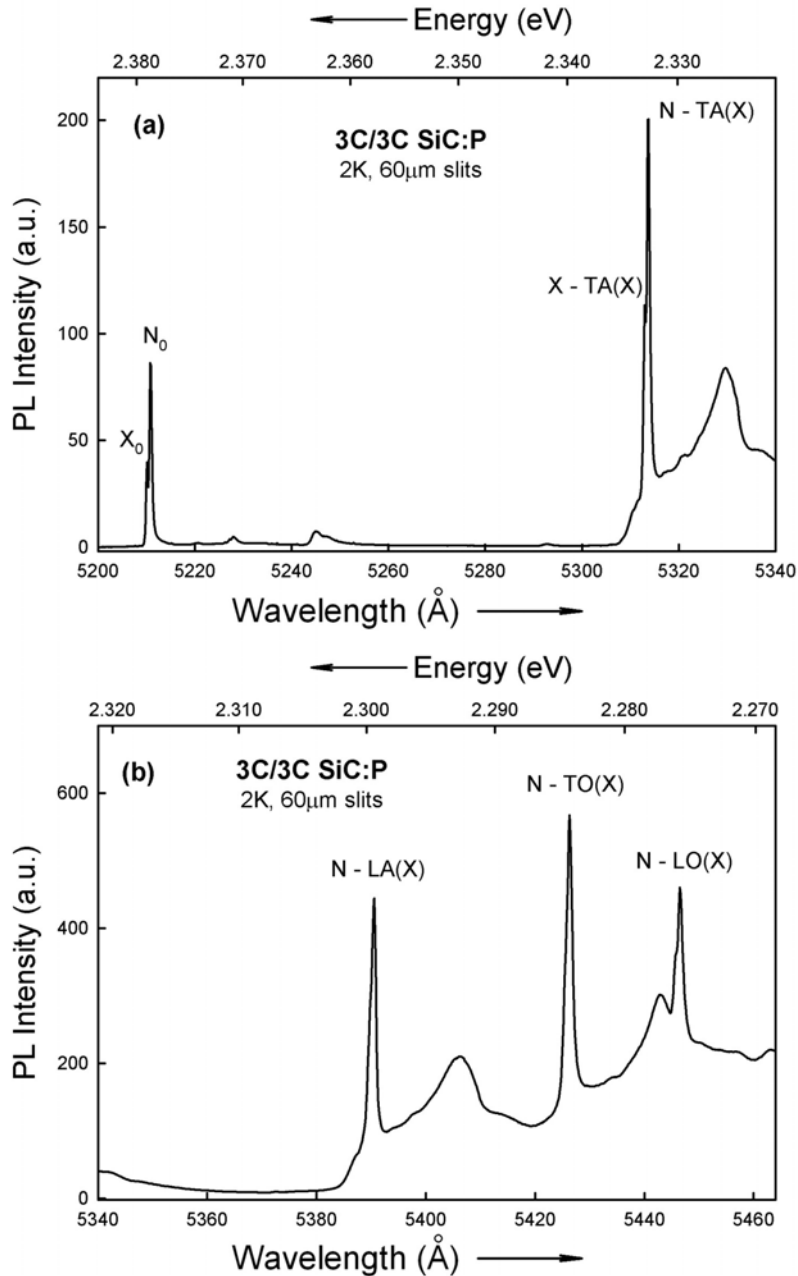 Energy (eV)
2.380 2.370 2.360 2.350 2.340 2.330
(a)
3C/3C SiC:P
2K, 60μm slits
N - TA(X)
X - TA(X)
N₀
X₀
PL Intensity (a.u.)
200
150
100
50
0
5200 5220 5240 5260 5280 5300 5320 5340
Wavelength (Å)
Energy (eV)
2.320 2.310 2.300 2.290 2.280 2.270
(b)
3C/3C SiC:P
2K, 60μm slits
N - LA(X)
N - TO(X)
N - LO(X)
PL Intensity (a.u.)
600
400
200
0
5340 5360 5380 5400 5420 5440 5460
Wavelength (Å)